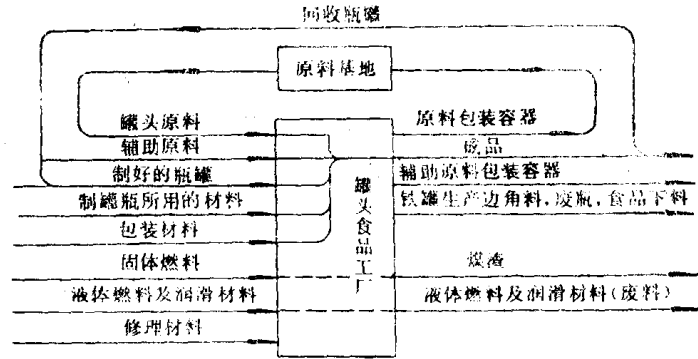 回收瓶罐
原料基地
罐头原料
原料包装容器
辅助原料
成品
制好的瓶罐
辅助原料包装容器
制罐瓶所用的材料
铁罐生产边角料，废瓶，食品下料
包装材料
罐头食品工厂
固体燃料
煤渣
液体燃料及润滑材料
液体燃料及润滑材料(废料)
修理材料